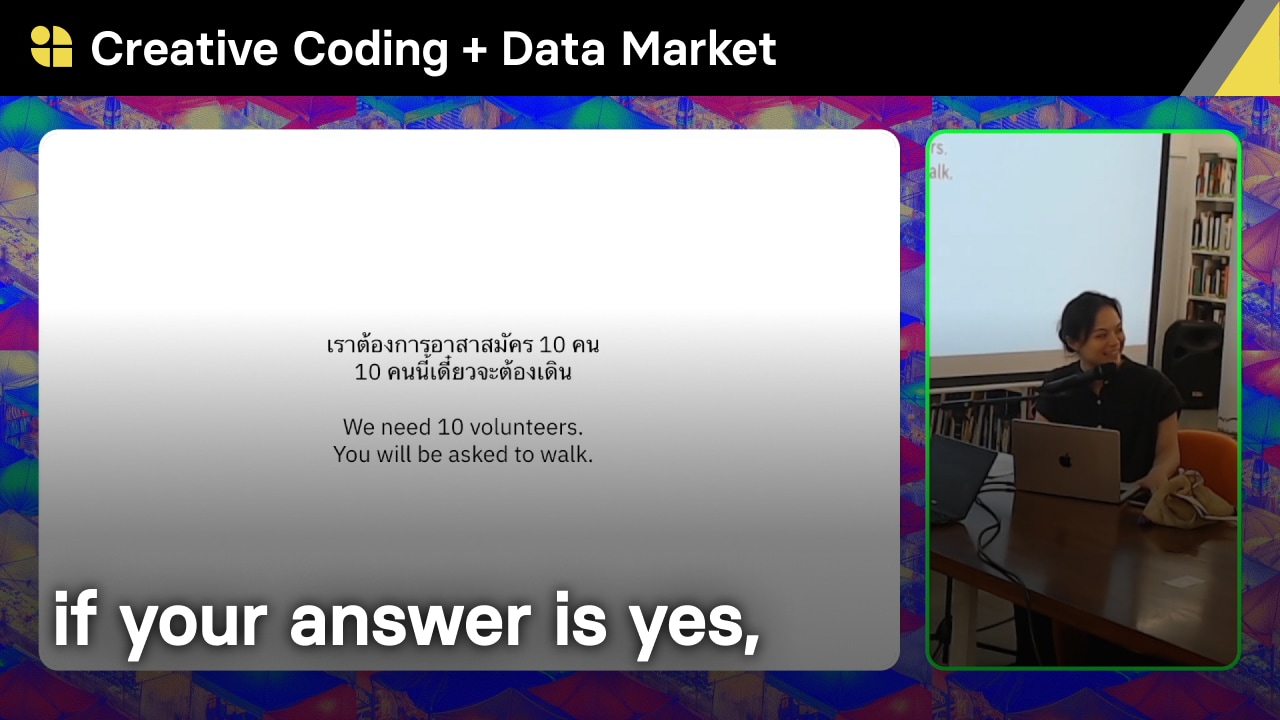 Creative Coding + Data Market
เราต้องการอาสาสมัคร 10 คน
10 คนนี้เดี๋ยวจะต้องเดิน
We need 10 volunteers.
You will be asked to walk.
rs.
alk.
if your answer is yes,